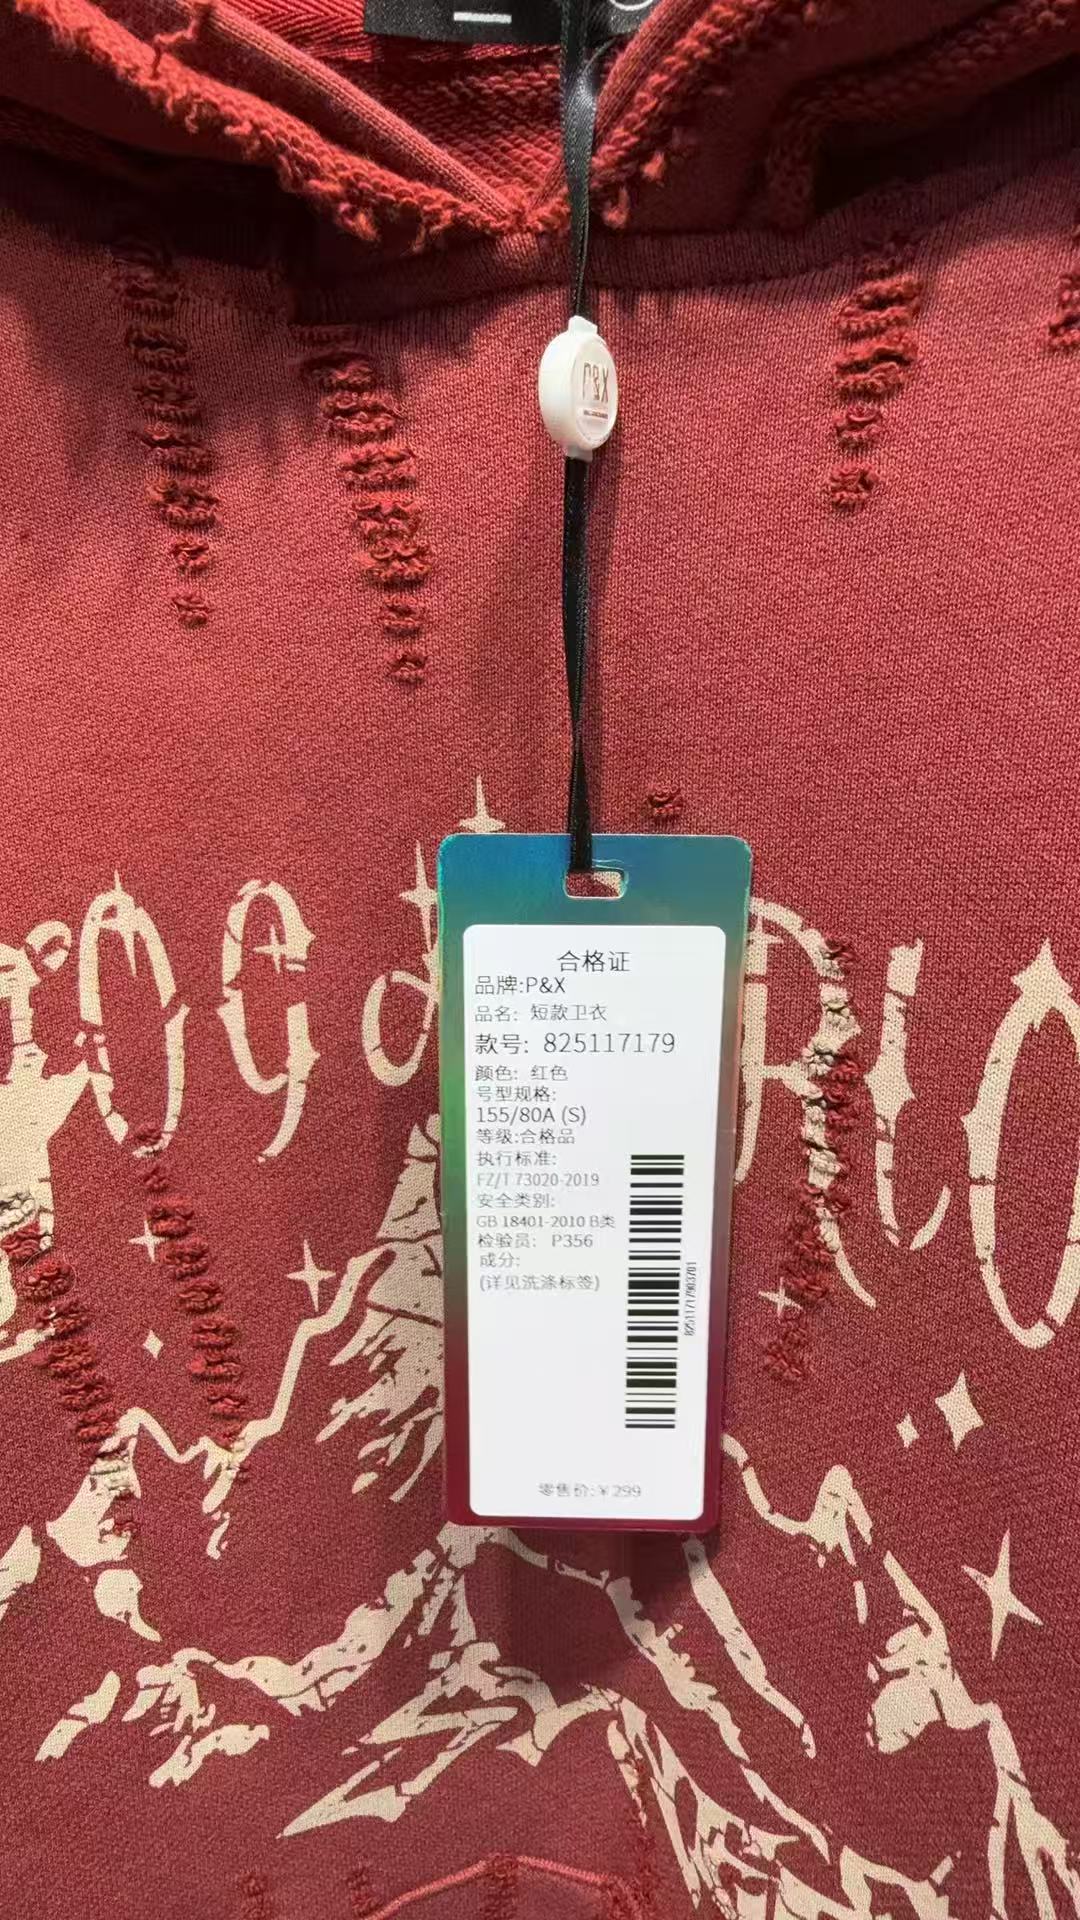 P&X
合格证
品牌:P&X
品名: 短款卫衣
款号: 825117179
颜色: 红色
号型规格:
155/80A (S)
等级:合格品
执行标准:
FZ/T 73020-2019
安全类别:
GB 18401-2010 B类
检验员: P356
成分:
(详见洗涤标签)
82511717903701
零售价:¥299